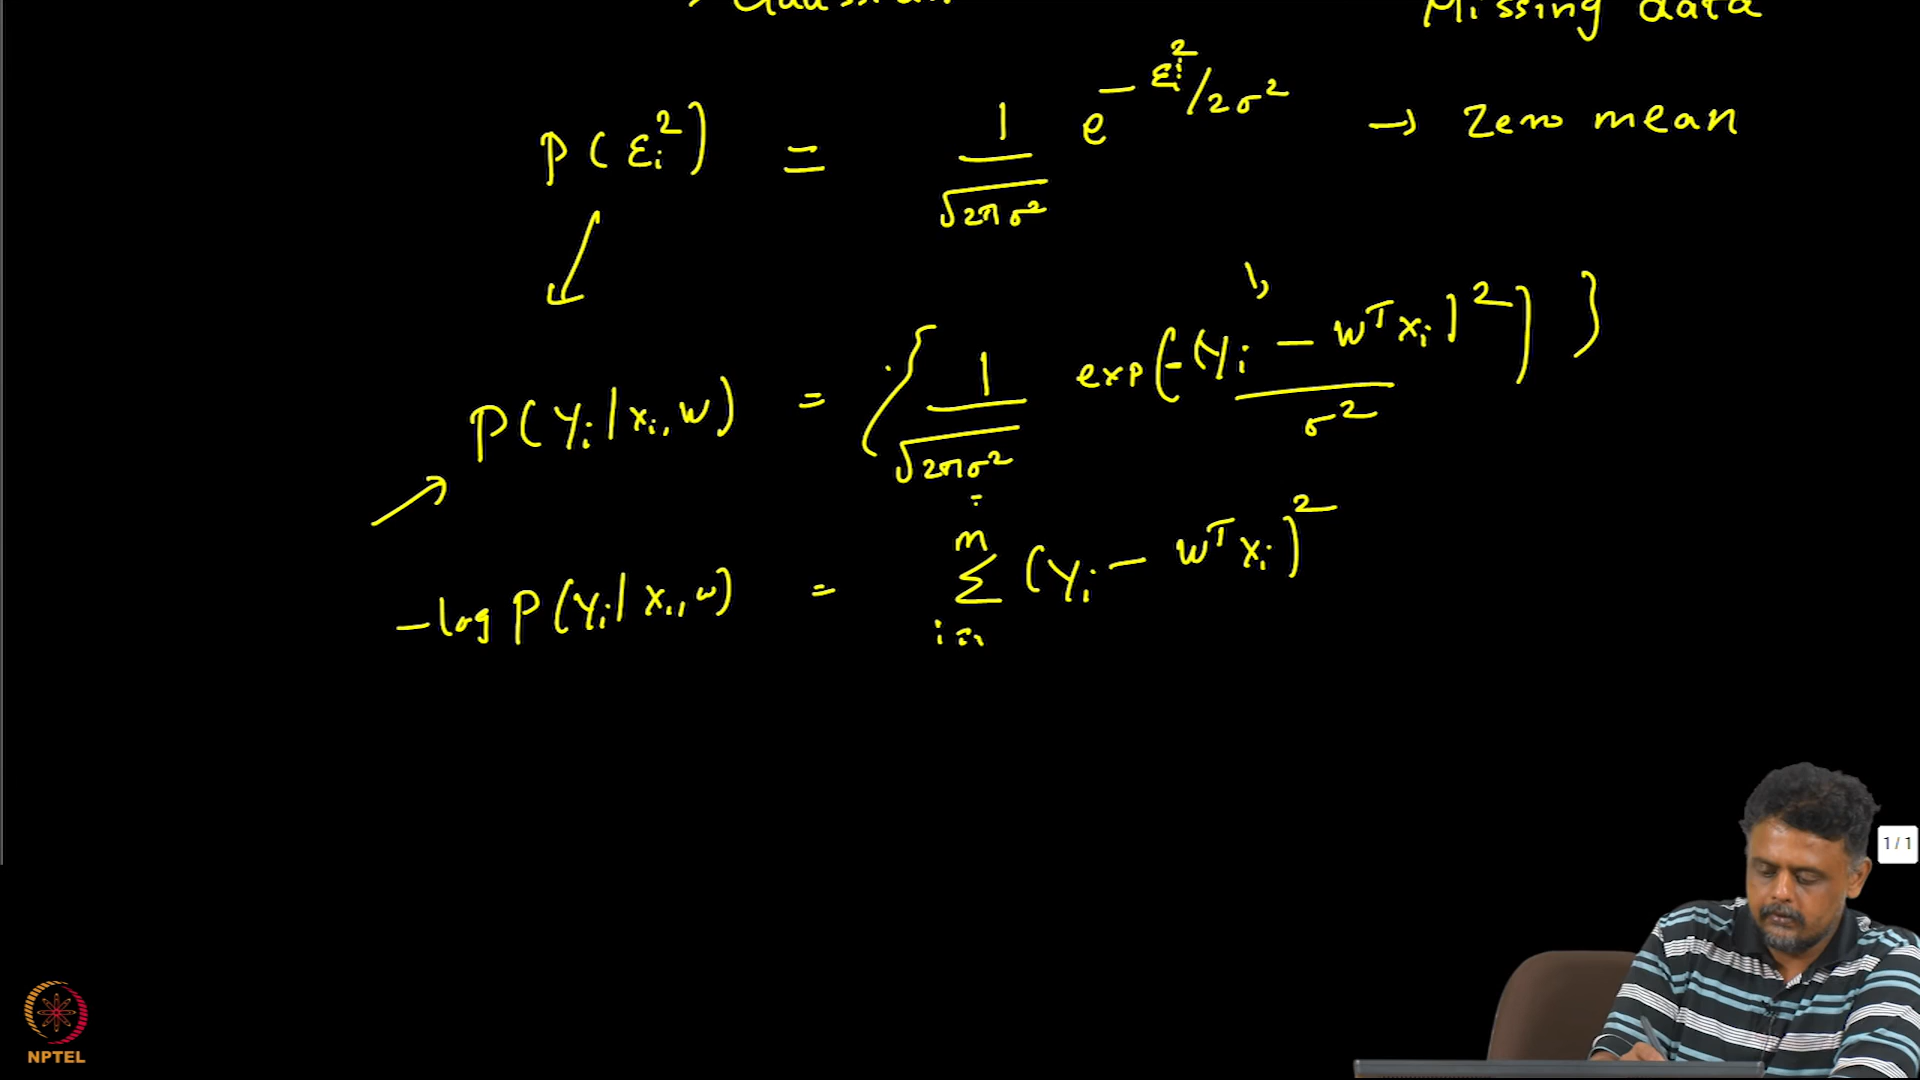 → Gaussian Missing data
P(εᵢ²) = 1/√(2πσ²) e^(−εᵢ²/2σ²) → Zero mean
P(yᵢ|xᵢ, w) = { 1/√(2πσ²) exp(−(yᵢ − wᵀxᵢ)²/σ²) }
−log P(yᵢ|xᵢ, w) = Σ_(i=1)^m (yᵢ − wᵀxᵢ)²
1 / 1
NPTEL